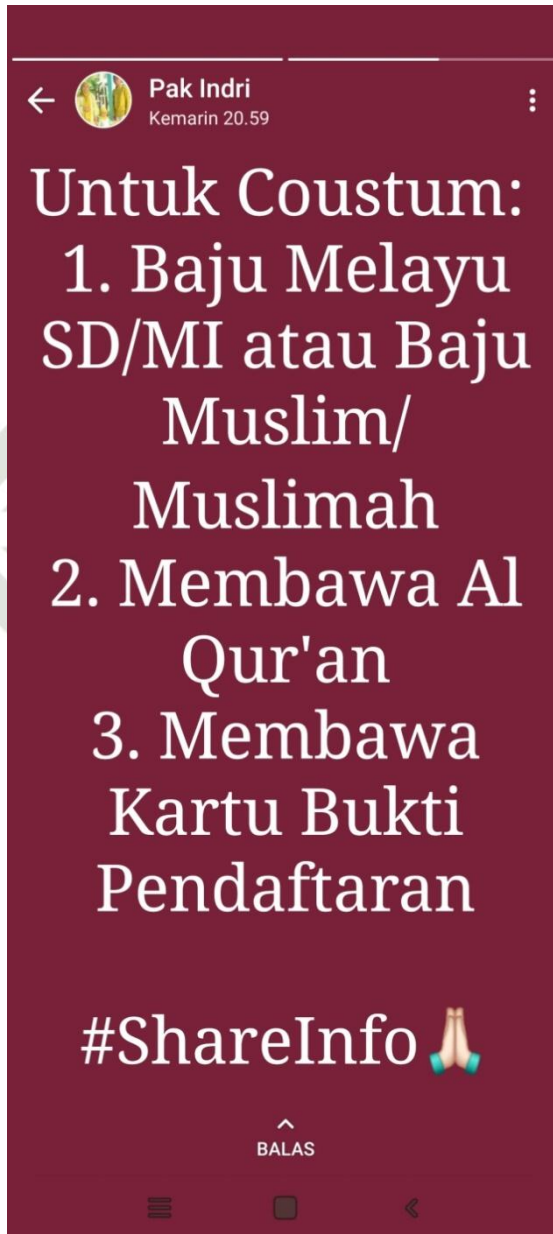 Pak Indri
Kemarin 20.59
Untuk Coustum:
1. Baju Melayu
SD/MI atau Baju
Muslim/
Muslimah
2. Membawa Al
Qur'an
3. Membawa
Kartu Bukti
Pendaftaran
#ShareInfo🙏🏻
BALAS